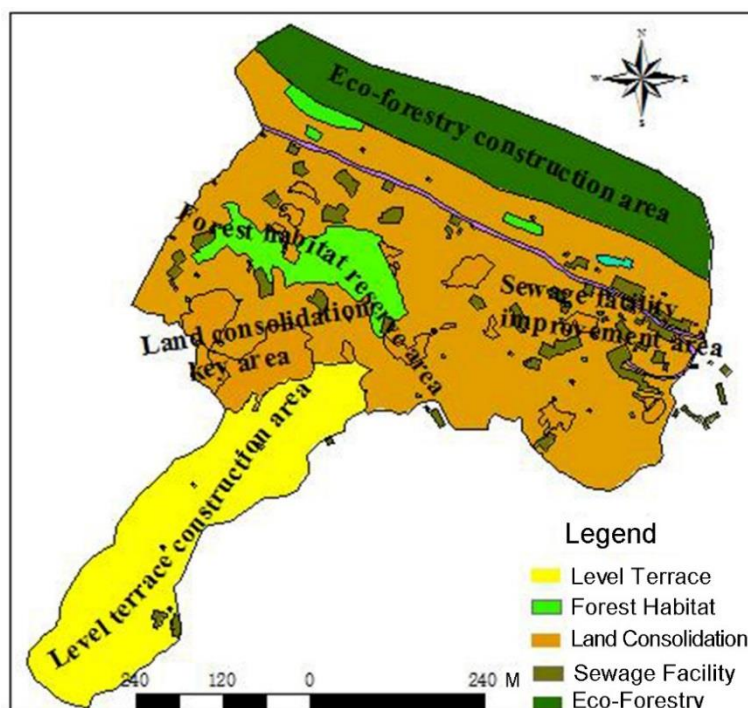 N
W E
S
Eco-forestry construction area
Forest habitat reserve area
Sewage facility
improvement area
Land consolidation
key area
Level terrace construction area
Legend
Level Terrace
Forest Habitat
Land Consolidation
Sewage Facility
Eco-Forestry
240 120 0 240 M